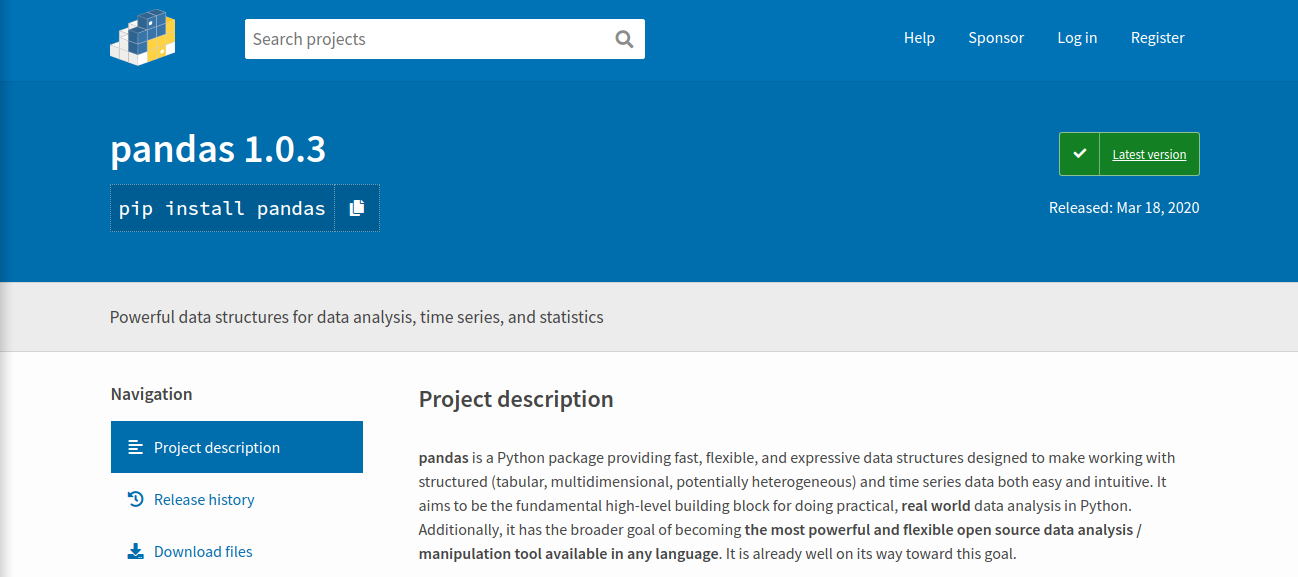 Search projects
Help
Sponsor
Log in
Register
pandas 1.0.3
pip install pandas
Latest version
Released: Mar 18, 2020
Powerful data structures for data analysis, time series, and statistics
Navigation
Project description
Release history
Download files
Project description
pandas is a Python package providing fast, flexible, and expressive data structures designed to make working with
structured (tabular, multidimensional, potentially heterogeneous) and time series data both easy and intuitive. It
aims to be the fundamental high-level building block for doing practical, real world data analysis in Python.
Additionally, it has the broader goal of becoming the most powerful and flexible open source data analysis /
manipulation tool available in any language. It is already well on its way toward this goal.